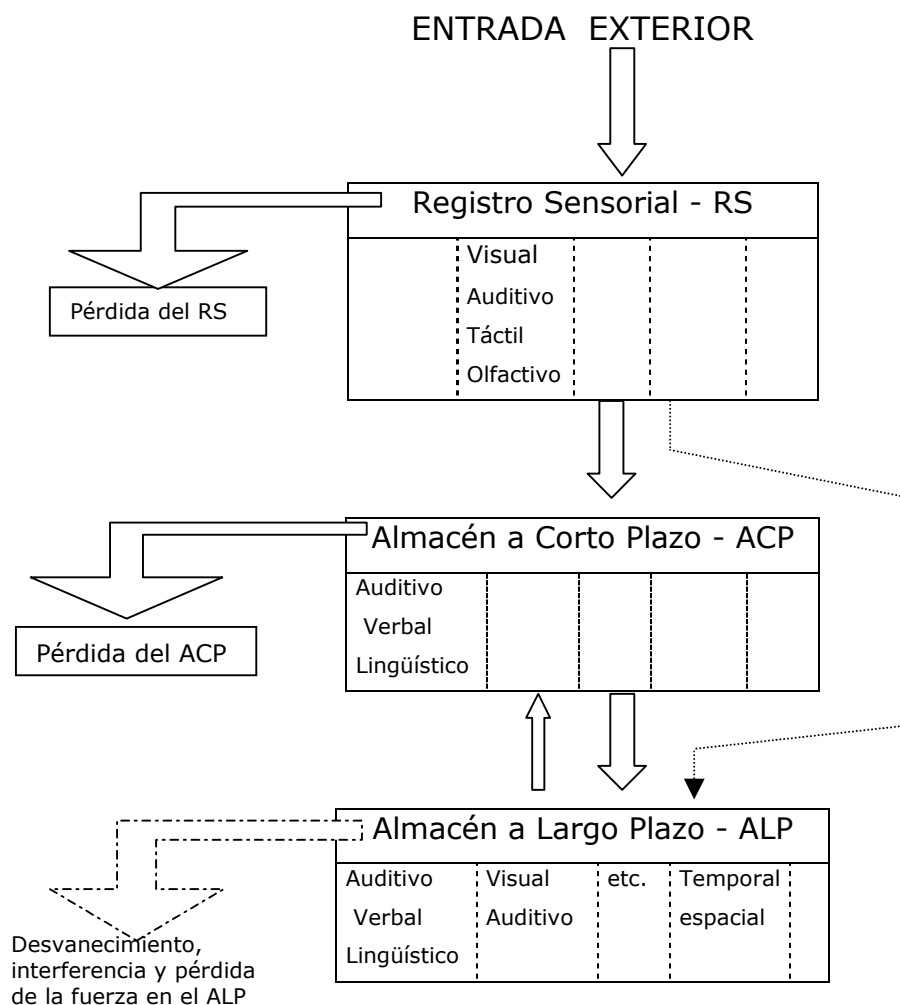 ENTRADA EXTERIOR
Registro Sensorial - RS
Visual
Auditivo
Táctil
Olfactivo
Pérdida del RS
Almacén a Corto Plazo - ACP
Auditivo
Verbal
Lingüístico
Pérdida del ACP
Almacén a Largo Plazo - ALP
Auditivo
Verbal
Lingüístico
Visual
Auditivo
etc.
Temporal
espacial
Desvanecimiento,
interferencia y pérdida
de la fuerza en el ALP